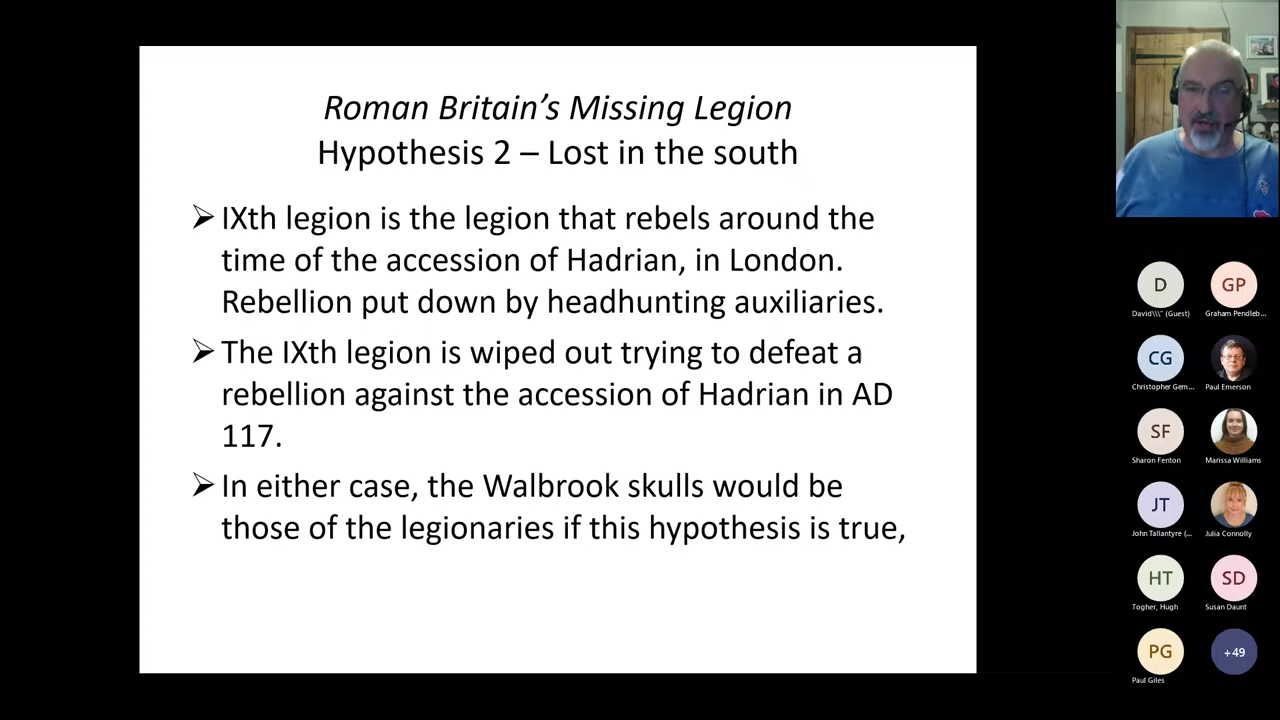 Roman Britain’s Missing Legion
Hypothesis 2 – Lost in the south
IXth legion is the legion that rebels around the
time of the accession of Hadrian, in London.
Rebellion put down by headhunting auxiliaries.
The IXth legion is wiped out trying to defeat a
rebellion against the accession of Hadrian in AD
117.
In either case, the Walbrook skulls would be
those of the legionaries if this hypothesis is true,
D
GP
David\\\" (Guest)
Graham Pendleb...
CG
Christopher Gem...
Paul Emerson
SF
Sharon Fenton
Marissa Williams
JT
John Tallantyre (...
Julia Connolly
HT
SD
Togher, Hugh
Susan Daunt
PG
+49
Paul Giles